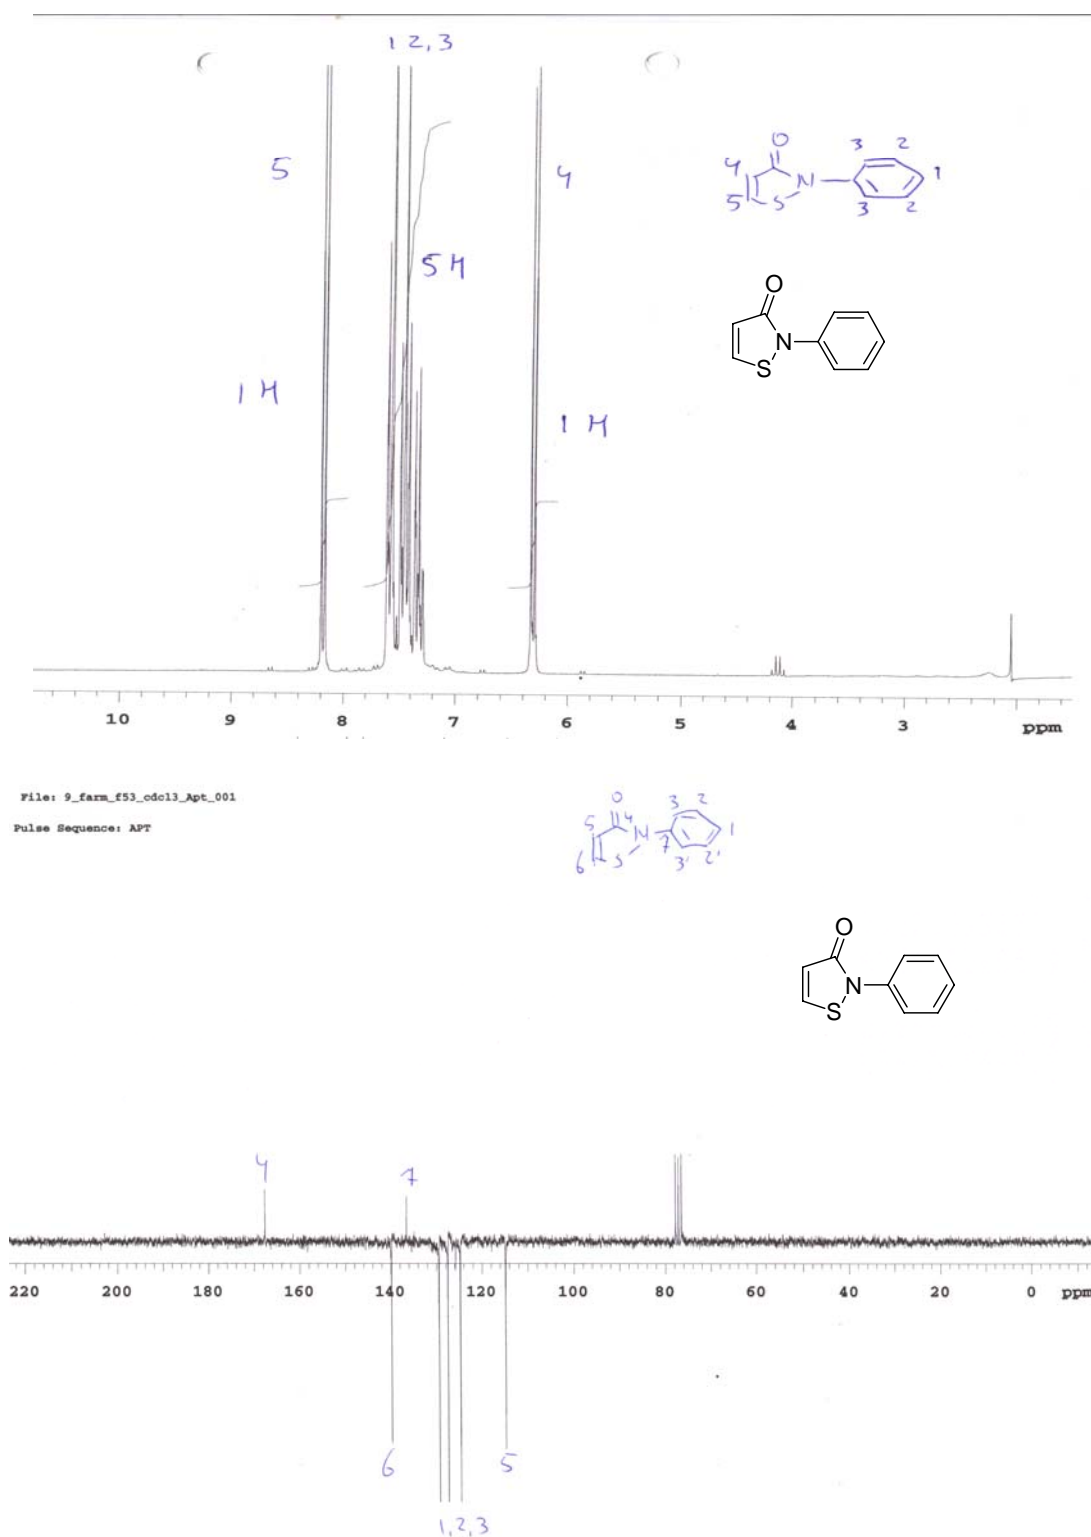 1 2,3
5
4
O
3 2
4 N 1
5 S 3 2
5 H
O
N
S
1 H
1 H
10 9 8 7 6 5 4 3 ppm
File: 9_farm_f53_cdcl3_Apt_001
Pulse Sequence: APT
O 3 2
5 4 N 1
7
6 S 3' 2'
O
N
S
4 7
220 200 180 160 140 120 100 80 60 40 20 0 ppm
6 5
1,2,3